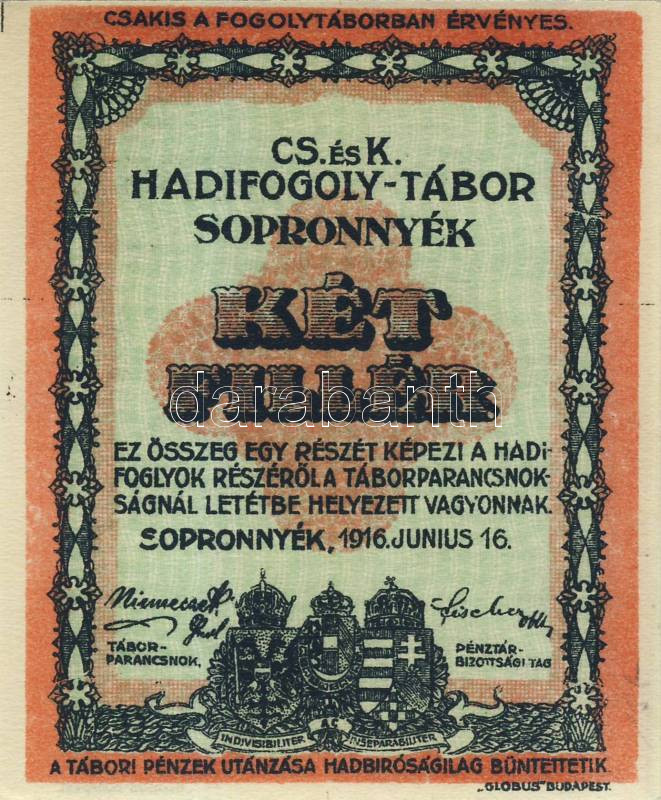 CSAKIS A FOGOLYTÁBORBAN ÉRVÉNYES.
CS. ÉS K.
HADIFOGOLY-TÁBOR
SOPRONNYÉK
KÉT
FILLÉR
darabanth
EZ ÖSSZEG EGY RÉSZÉT KÉPEZI A HADI-
FOGLYOK RÉSZÉRŐL A TÁBORPARANCSNOK-
SÁGNÁL LETÉTBE HELYEZETT VAGYONNAK.
SOPRONNYÉK, 1916. JUNIUS 16.
TÁBOR-
PARANCSNOK,
PÉNZTÁR-
BIZOTTSÁGI TAG
INDIVISIBILITER AC INSEPARABILITER
A TÁBORI PÉNZEK UTÁNZÁSA HADBIRÓSÁGILAG BÜNTETTETIK.
„GLOBUS" BUDAPEST.